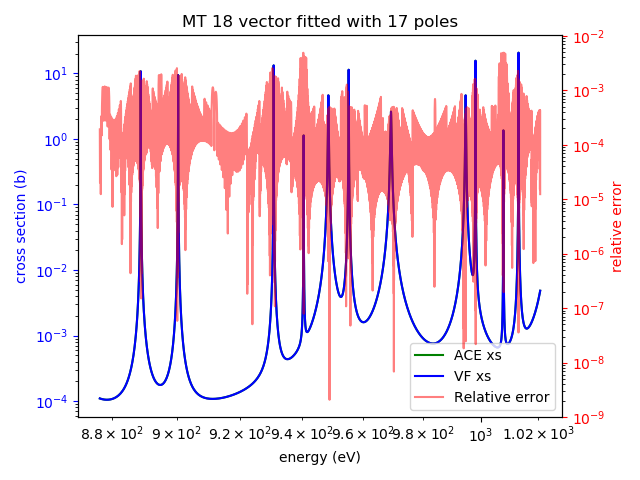 MT 18 vector fitted with 17 poles
cross section (b)
10¹
10⁰
10⁻¹
10⁻²
10⁻³
10⁻⁴
10⁻²
10⁻³
10⁻⁴
10⁻⁵
10⁻⁶
10⁻⁷
10⁻⁸
10⁻⁹
relative error
ACE xs
VF xs
Relative error
8.8 × 10² 9 × 10² 9.2 × 10² 9.4 × 10² 9.6 × 10² 9.8 × 10² 10³ 1.02 × 10³
energy (eV)